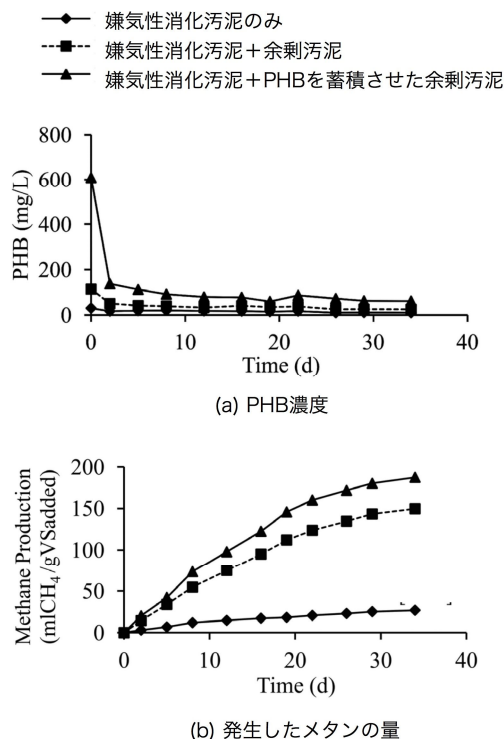 嫌気性消化汚泥のみ
嫌気性消化汚泥＋余剰汚泥
嫌気性消化汚泥＋PHBを蓄積させた余剰汚泥
800
600
400
200
0
PHB (mg/L)
0 10 20 30 40
Time (d)
(a) PHB濃度
200
150
100
50
0
Methane Production
(mlCH₄/gVSadded)
0 10 20 30 40
Time (d)
(b) 発生したメタンの量